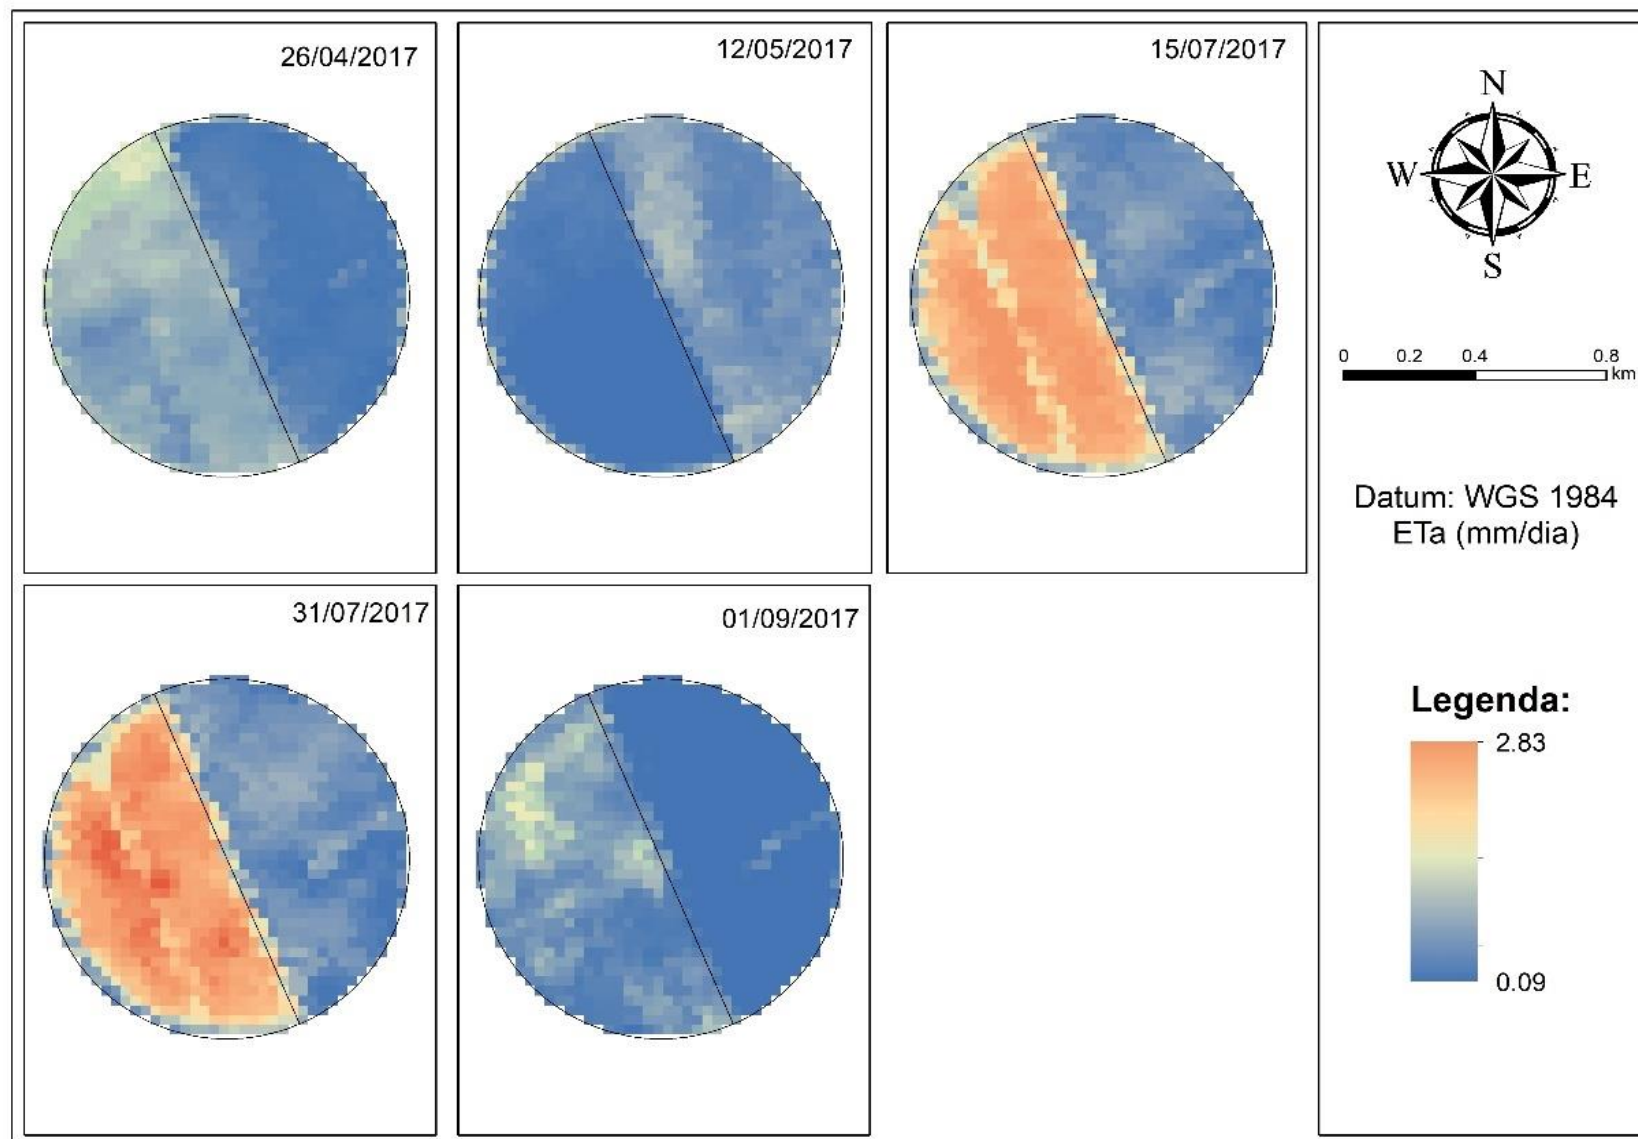 26/04/2017
12/05/2017
15/07/2017
N
W
E
S
0 0.2 0.4 0.8
km
Datum: WGS 1984
ETa (mm/dia)
31/07/2017
01/09/2017
Legenda:
2.83
0.09